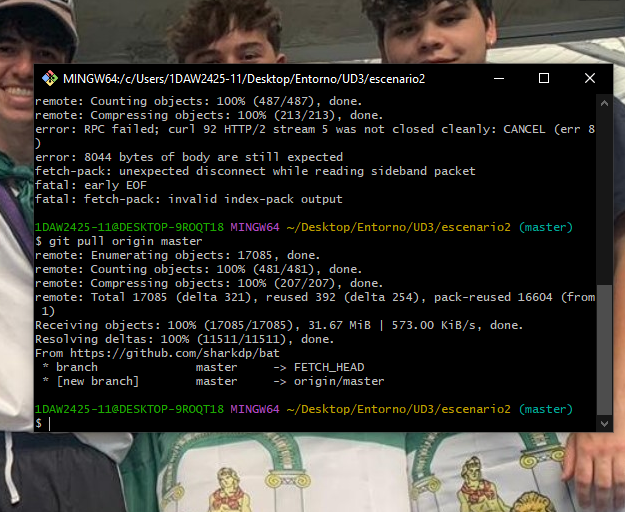 MINGW64:/c/Users/1DAW2425-11/Desktop/Entorno/UD3/escenario2
remote: Counting objects: 100% (487/487), done.
remote: Compressing objects: 100% (213/213), done.
error: RPC failed; curl 92 HTTP/2 stream 5 was not closed cleanly: CANCEL (err 8
)
error: 8044 bytes of body are still expected
fetch-pack: unexpected disconnect while reading sideband packet
fatal: early EOF
fatal: fetch-pack: invalid index-pack output
1DAW2425-11@DESKTOP-9ROQT18 MINGW64 ~/Desktop/Entorno/UD3/escenario2 (master)
$ git pull origin master
remote: Enumerating objects: 17085, done.
remote: Counting objects: 100% (481/481), done.
remote: Compressing objects: 100% (207/207), done.
remote: Total 17085 (delta 321), reused 392 (delta 254), pack-reused 16604 (from
1)
Receiving objects: 100% (17085/17085), 31.67 MiB | 573.00 KiB/s, done.
Resolving deltas: 100% (11511/11511), done.
From https://github.com/sharkdp/bat
* branch master -> FETCH_HEAD
* [new branch] master -> origin/master
1DAW2425-11@DESKTOP-9ROQT18 MINGW64 ~/Desktop/Entorno/UD3/escenario2 (master)
$